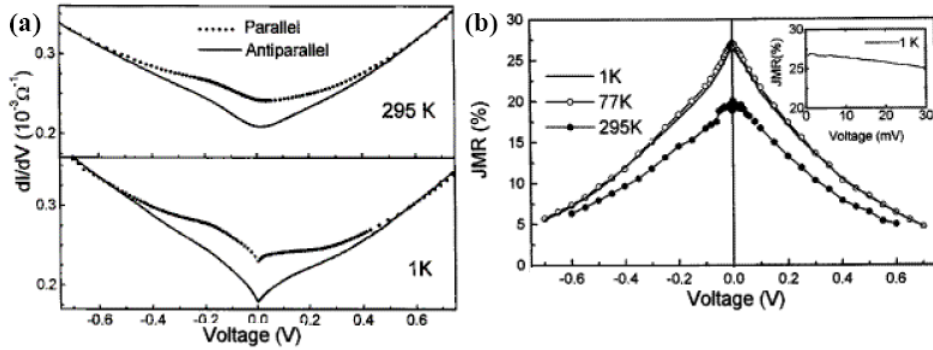 (a)
Parallel
Antiparallel
0.3
295 K
0.2
dI/dV (10⁻³Ω⁻¹)
0.3
1K
0.2
-0.6 -0.4 -0.2 0.0 0.2 0.4 0.6
Voltage (V)
(b)
30
25
20
15
10
5
0
JMR (%)
1K
77K
295K
-0.6 -0.4 -0.2 0.0 0.2 0.4 0.6
Voltage (V)
30
25
20
JMR(%)
1 K
0 10 20 30
Voltage (mV)